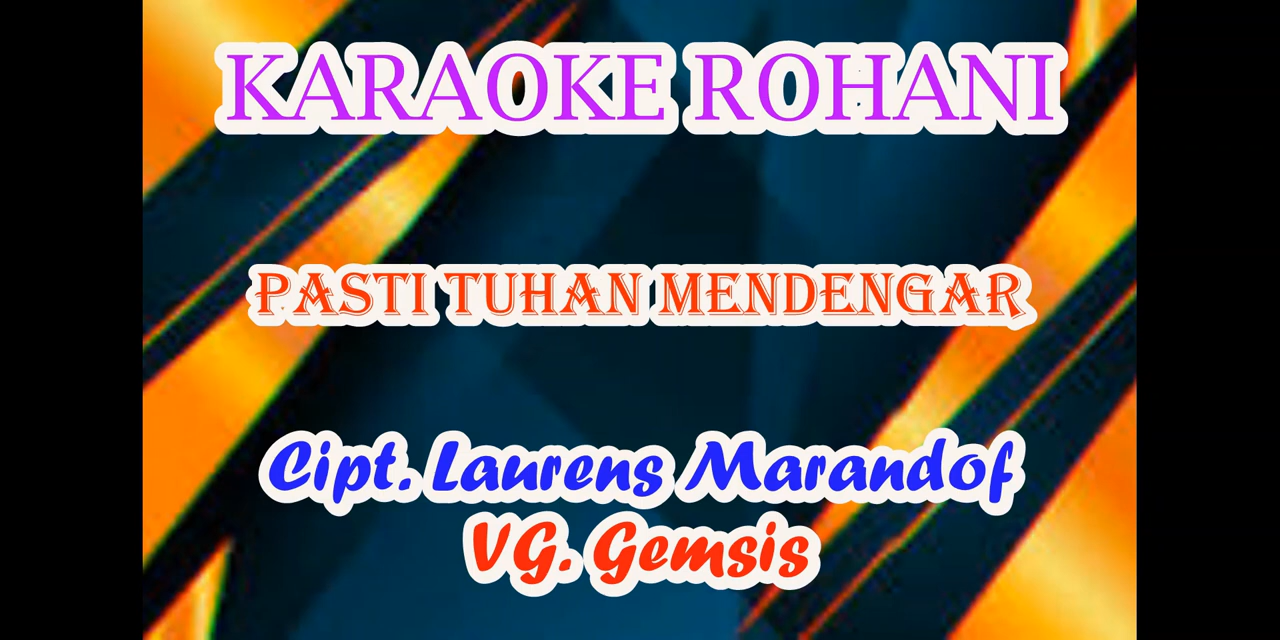 KARAOKE ROHANI
PASTI TUHAN MENDENGAR
Cipt. Laurens Marandof
VG. Gemsis